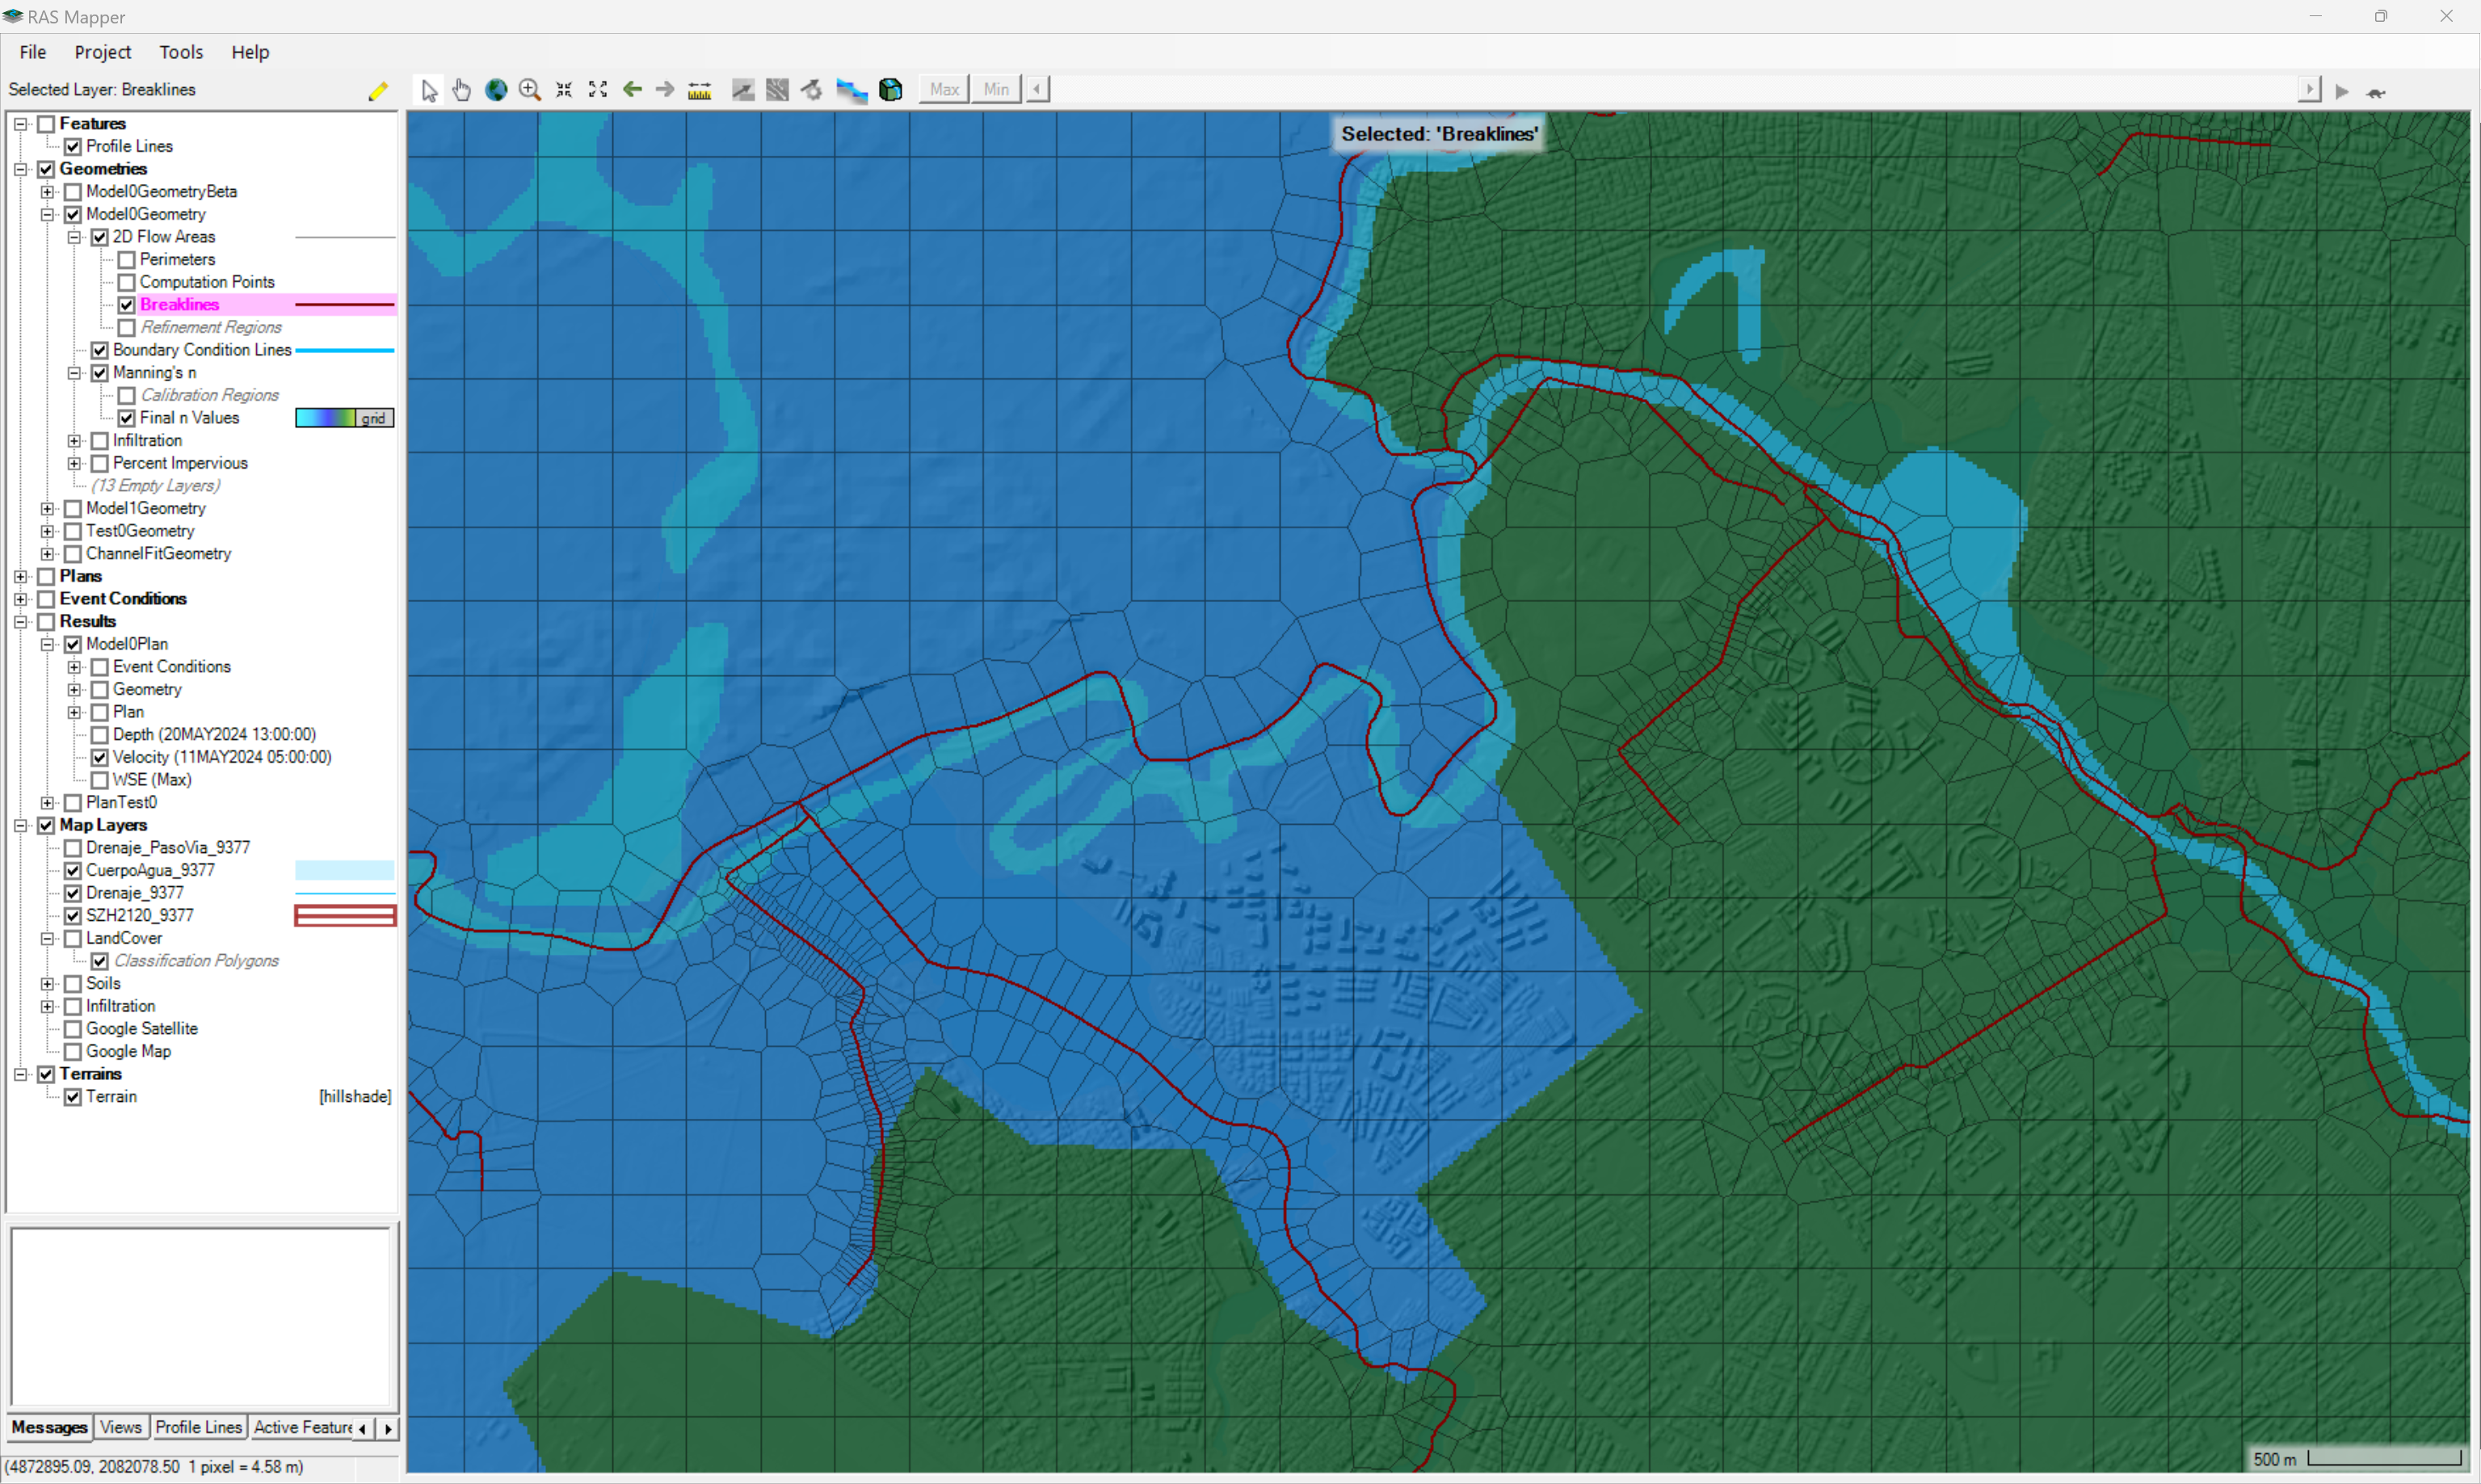 RAS Mapper
File Project Tools Help
Selected Layer: Breaklines
Max Min
Features
Profile Lines
Geometries
Model0GeometryBeta
Model0Geometry
2D Flow Areas
Perimeters
Computation Points
Breaklines
Refinement Regions
Boundary Condition Lines
Manning's n
Calibration Regions
Final n Values grid
Infiltration
Percent Impervious
(13 Empty Layers)
Model1Geometry
Test0Geometry
ChannelFitGeometry
Plans
Event Conditions
Results
Model0Plan
Event Conditions
Geometry
Plan
Depth (20MAY2024 13:00:00)
Velocity (11MAY2024 05:00:00)
WSE (Max)
PlanTest0
Map Layers
Drenaje_PasoVia_9377
CuerpoAgua_9377
Drenaje_9377
SZH2120_9377
LandCover
Classification Polygons
Soils
Infiltration
Google Satellite
Google Map
Terrains
Terrain [hillshade]
Messages Views Profile Lines Active Feature
(4872895.09, 2082078.50 1 pixel = 4.58 m)
Selected: 'Breaklines'
500 m